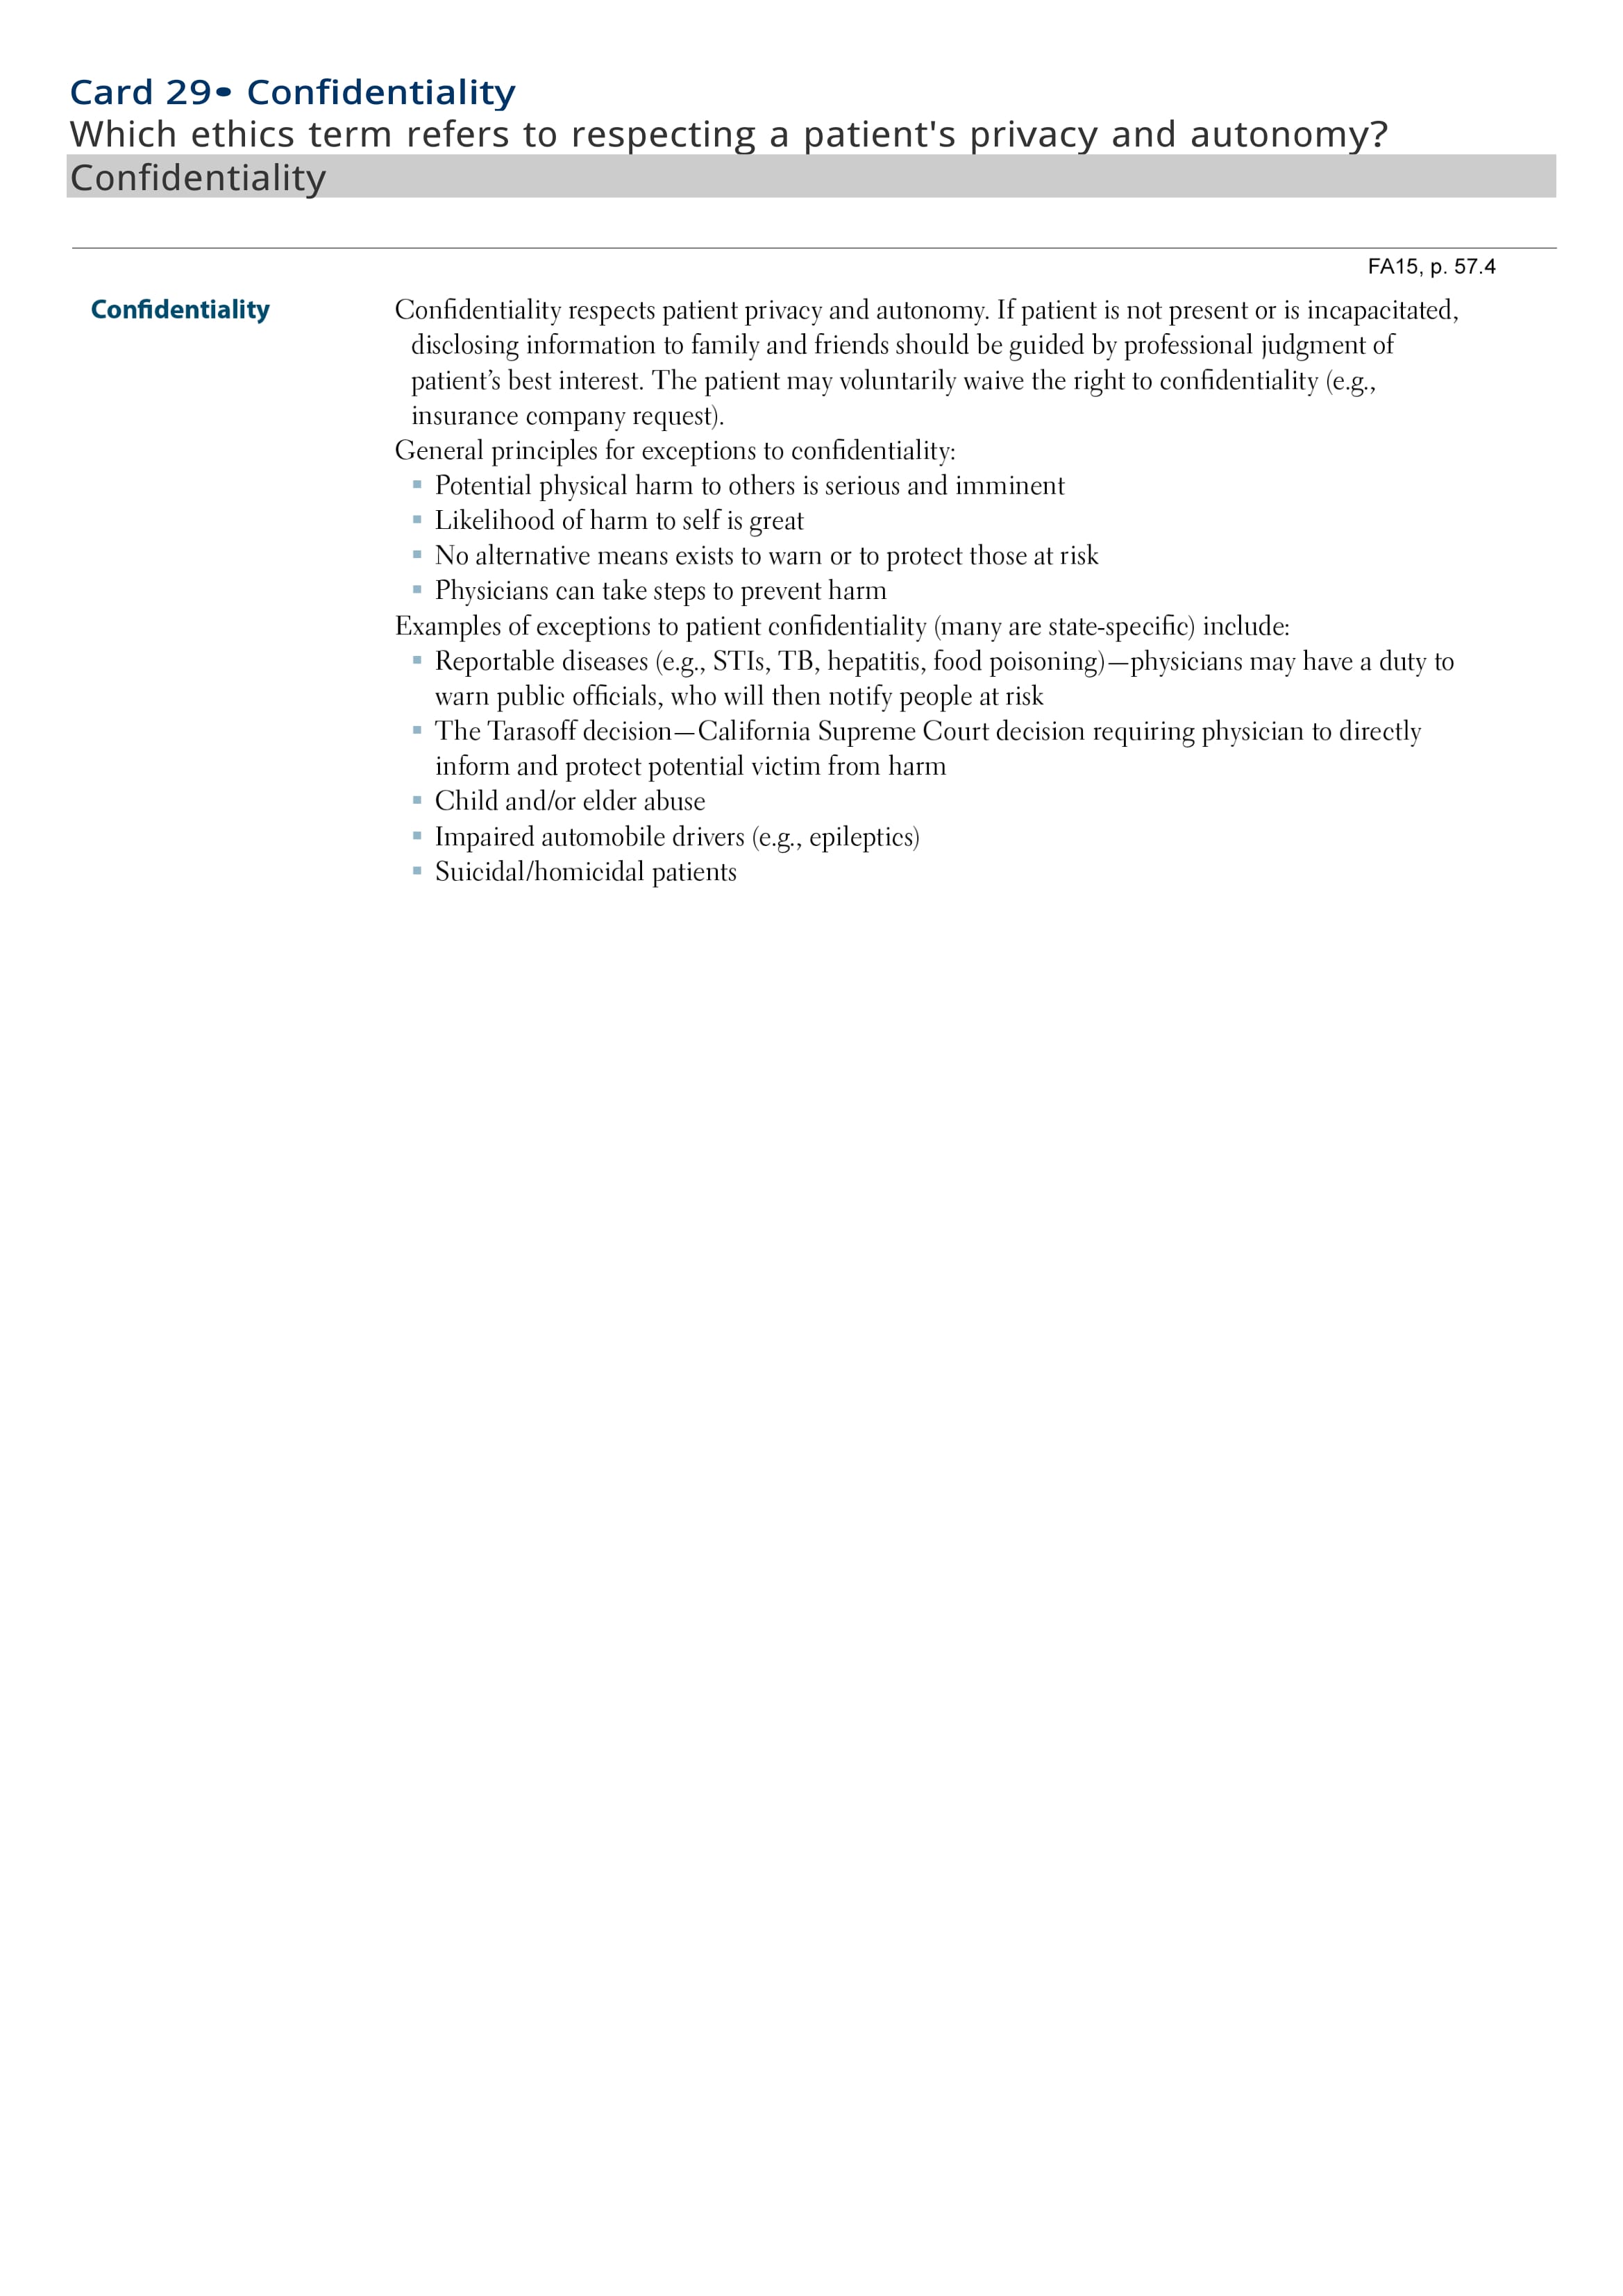 Card 29• Confidentiality
Which ethics term refers to respecting a patient's privacy and autonomy?
Confidentiality
FA15, p. 57.4
Confidentiality
Confidentiality respects patient privacy and autonomy. If patient is not present or is incapacitated,
disclosing information to family and friends should be guided by professional judgment of
patient’s best interest. The patient may voluntarily waive the right to confidentiality (e.g.,
insurance company request).
General principles for exceptions to confidentiality:
▪ Potential physical harm to others is serious and imminent
▪ Likelihood of harm to self is great
▪ No alternative means exists to warn or to protect those at risk
▪ Physicians can take steps to prevent harm
Examples of exceptions to patient confidentiality (many are state-specific) include:
▪ Reportable diseases (e.g., STIs, TB, hepatitis, food poisoning)—physicians may have a duty to
warn public officials, who will then notify people at risk
▪ The Tarasoff decision—California Supreme Court decision requiring physician to directly
inform and protect potential victim from harm
▪ Child and/or elder abuse
▪ Impaired automobile drivers (e.g., epileptics)
▪ Suicidal/homicidal patients